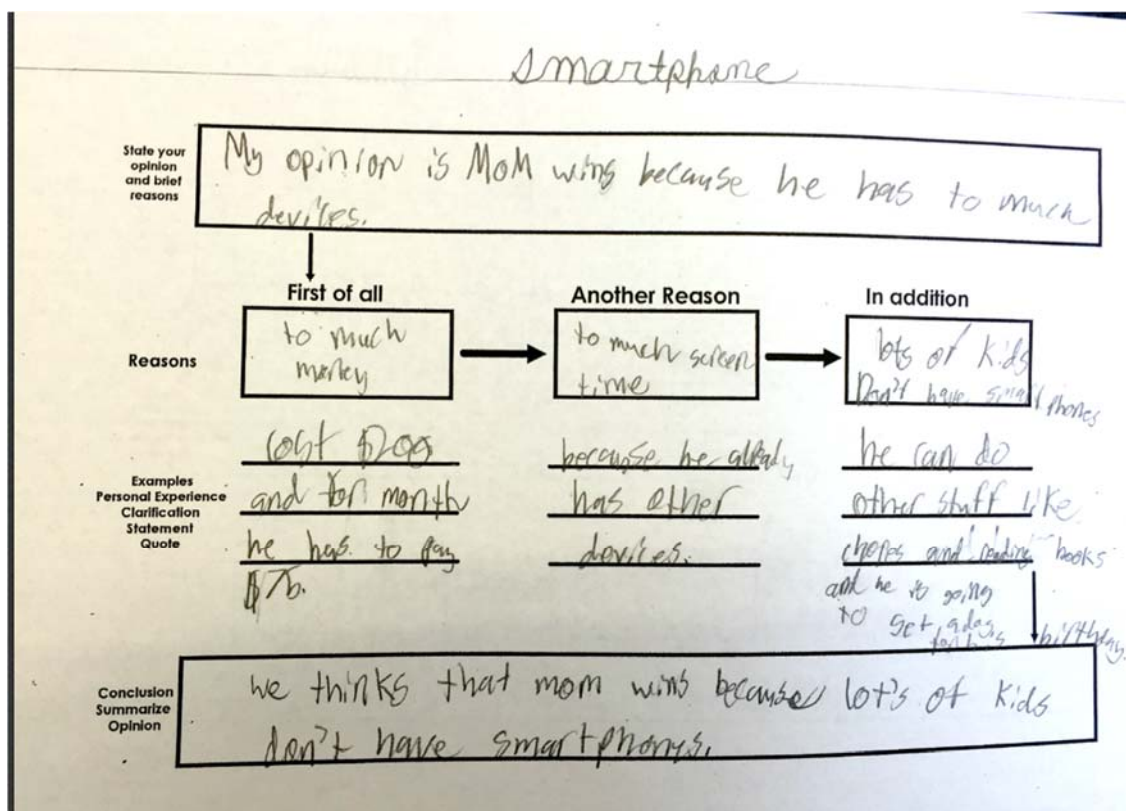 smartphone
State your
opinion
and brief
reasons
My opinion is MOM wins because he has to much
devices.
First of all
Another Reason
In addition
Reasons
to much
money
to much screen
time
lots of kids
Don't have smart phones
Examples
Personal Experience
Clarification
Statement
Quote
cost $200
and for month
he has to pay
$76.
because he already
has other
devices.
he can do
other stuff like
chores and reading books
and he is going
to get a dog
for his birthday.
Conclusion
Summarize
Opinion
we thinks that mom wins because lot's of kids
don't have smartphones.